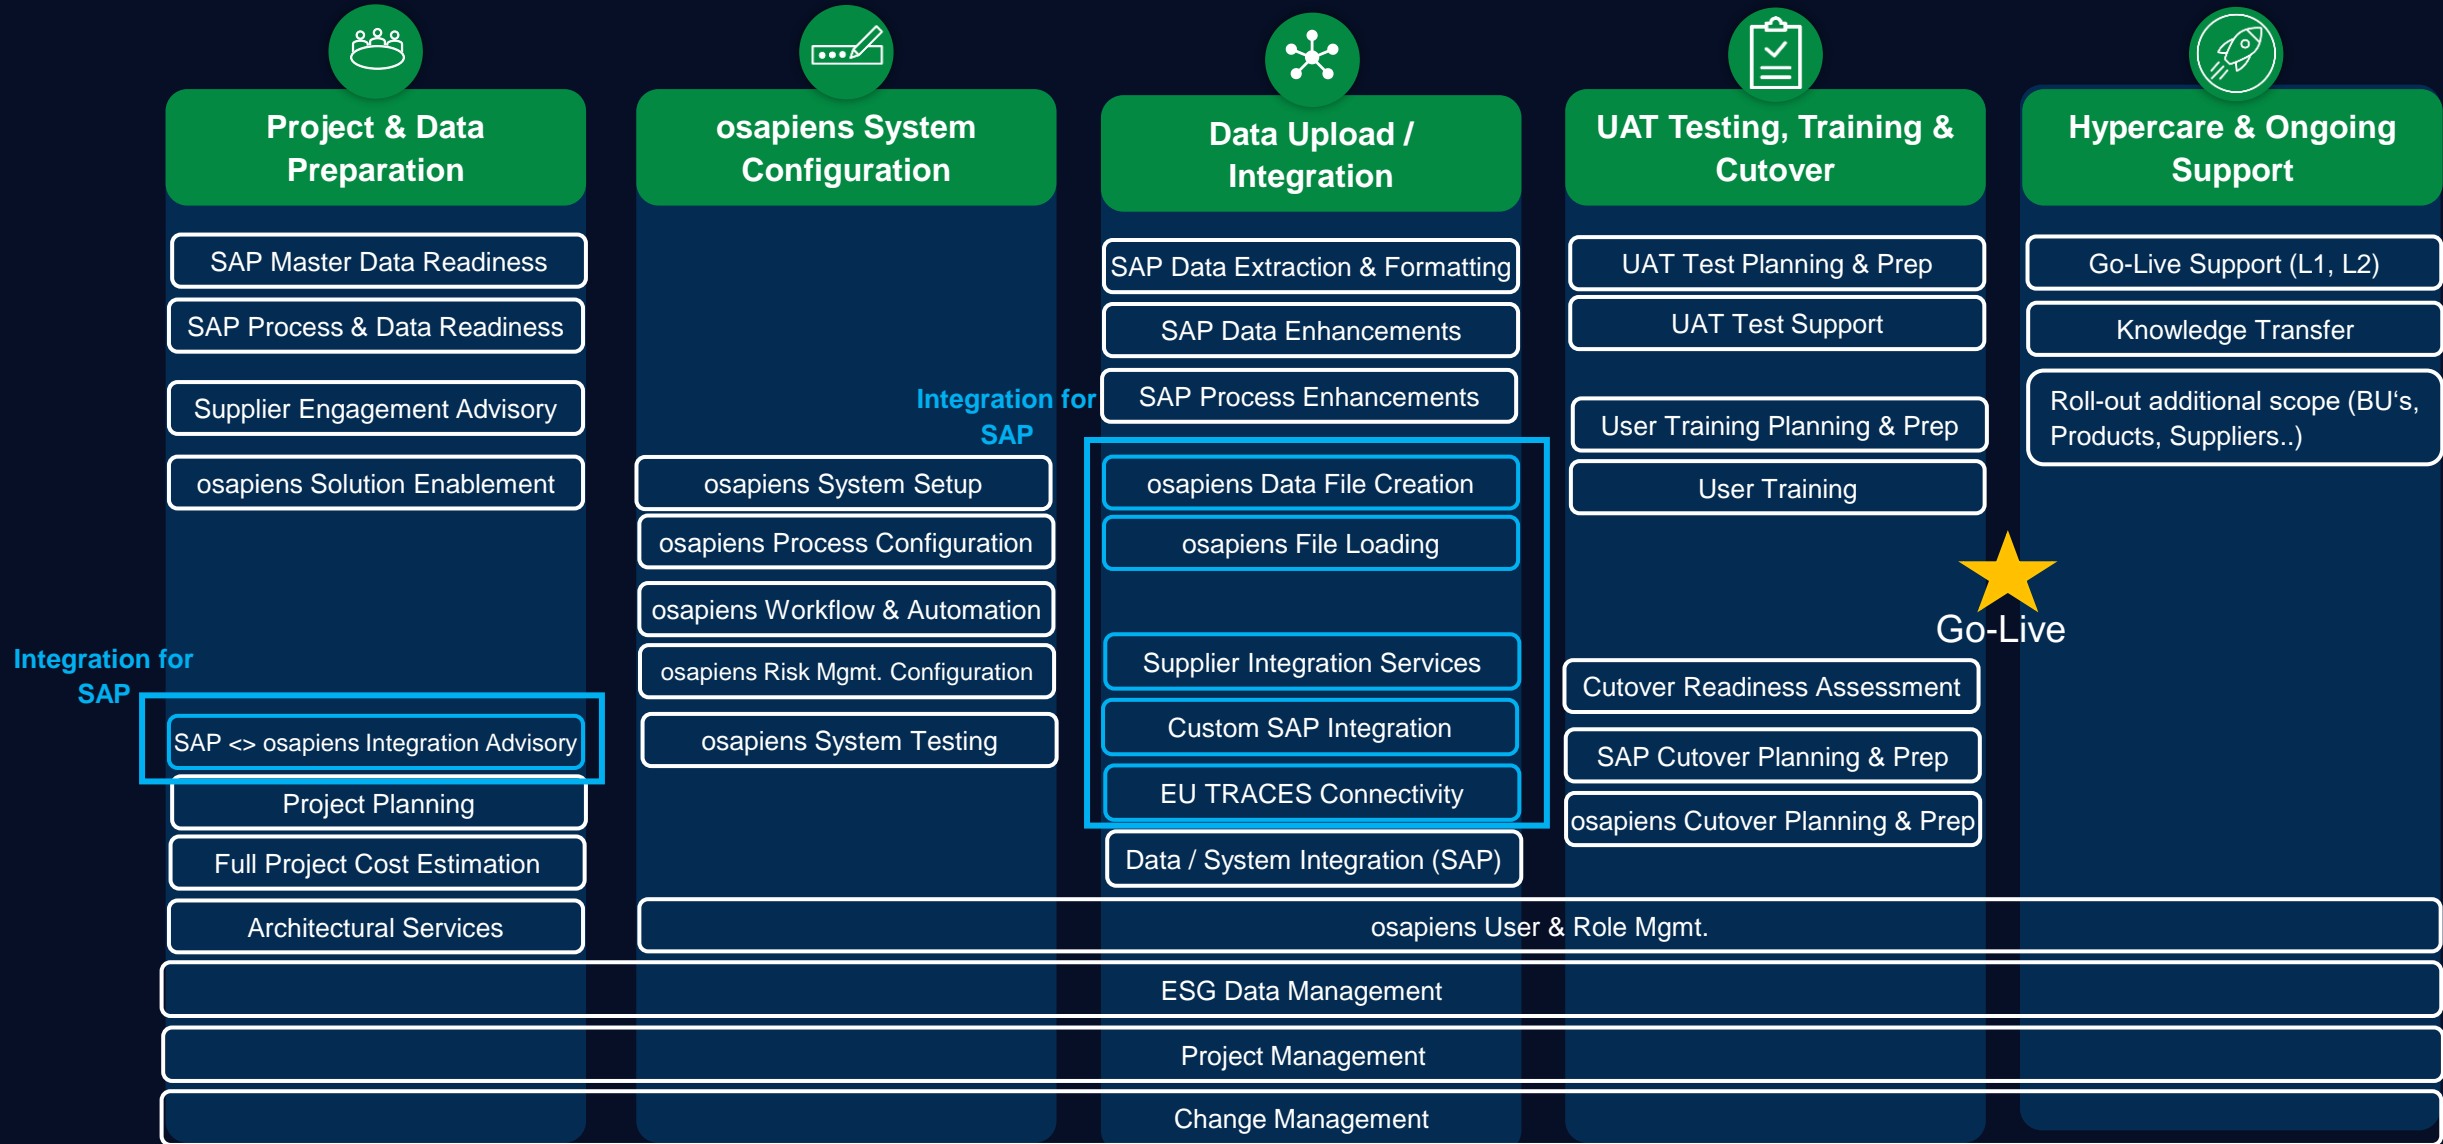 Project & Data
Preparation
SAP Master Data Readiness
SAP Process & Data Readiness
Supplier Engagement Advisory
osapiens Solution Enablement
Integration for
SAP
SAP <> osapiens Integration Advisory
Project Planning
Full Project Cost Estimation
Architectural Services
osapiens System
Configuration
osapiens System Setup
osapiens Process Configuration
osapiens Workflow & Automation
osapiens Risk Mgmt. Configuration
osapiens System Testing
Data Upload /
Integration
SAP Data Extraction & Formatting
SAP Data Enhancements
SAP Process Enhancements
Integration for
SAP
osapiens Data File Creation
osapiens File Loading
Supplier Integration Services
Custom SAP Integration
EU TRACES Connectivity
Data / System Integration (SAP)
UAT Testing, Training &
Cutover
UAT Test Planning & Prep
UAT Test Support
User Training Planning & Prep
User Training
Go-Live
Cutover Readiness Assessment
SAP Cutover Planning & Prep
osapiens Cutover Planning & Prep
Hypercare & Ongoing
Support
Go-Live Support (L1, L2)
Knowledge Transfer
Roll-out additional scope (BU‘s,
Products, Suppliers..)
osapiens User & Role Mgmt.
ESG Data Management
Project Management
Change Management